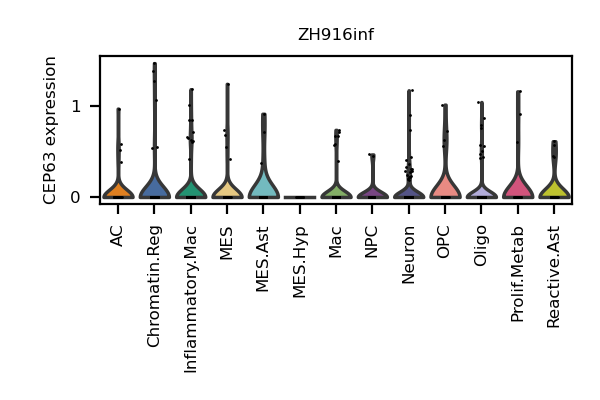 ZH916inf
CEP63 expression
1
0
AC
Chromatin.Reg
Inflammatory.Mac
MES
MES.Ast
MES.Hyp
Mac
NPC
Neuron
OPC
Oligo
Prolif.Metab
Reactive.Ast